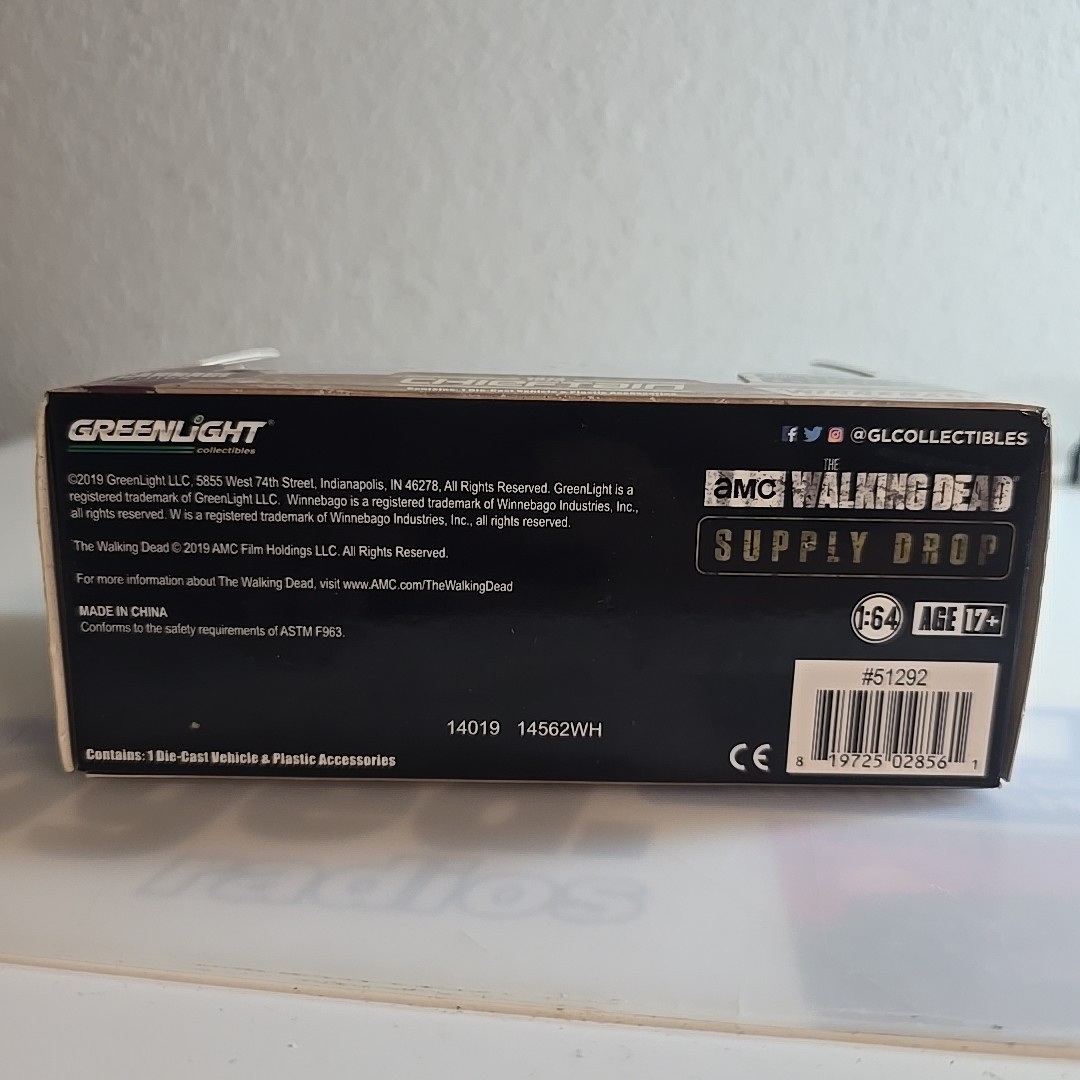 Chieftain
GREENLiGHT®
collectibles
@GLCOLLECTIBLES
©2019 GreenLight LLC, 5855 West 74th Street, Indianapolis, IN 46278, All Rights Reserved. GreenLight is a
registered trademark of GreenLight LLC. Winnebago is a registered trademark of Winnebago Industries, Inc.,
all rights reserved. W is a registered trademark of Winnebago Industries, Inc., all rights reserved.
The Walking Dead © 2019 AMC Film Holdings LLC. All Rights Reserved.
For more information about The Walking Dead, visit www.AMC.com/TheWalkingDead
MADE IN CHINA
Conforms to the safety requirements of ASTM F963.
THE
aMC WALKING DEAD
SUPPLY DROP
1:64 AGE 17+
#51292
14019 14562WH
Contains: 1 Die-Cast Vehicle & Plastic Accessories
CE
8 19725 02856 1
radios